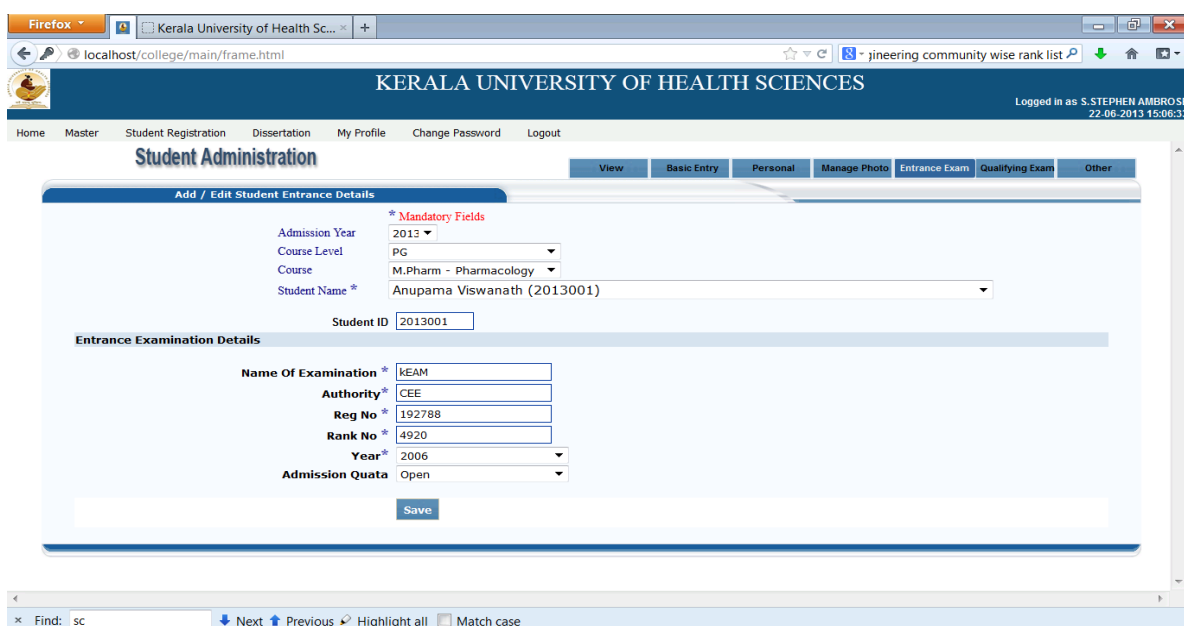 Firefox
Kerala University of Health Sc... × +
localhost/college/main/frame.html
gineering community wise rank list
KERALA UNIVERSITY OF HEALTH SCIENCES
Logged in as S.STEPHEN AMBROSE
22-06-2013 15:06:33
Home Master Student Registration Dissertation My Profile Change Password Logout
Student Administration
View Basic Entry Personal Manage Photo Entrance Exam Qualifying Exam Other
Add / Edit Student Entrance Details
* Mandatory Fields
Admission Year 2013
Course Level PG
Course M.Pharm - Pharmacology
Student Name * Anupama Viswanath (2013001)
Student ID 2013001
Entrance Examination Details
Name Of Examination * kEAM
Authority* CEE
Reg No * 192788
Rank No * 4920
Year* 2006
Admission Quata Open
Save
× Find: sc Next Previous Highlight all Match case